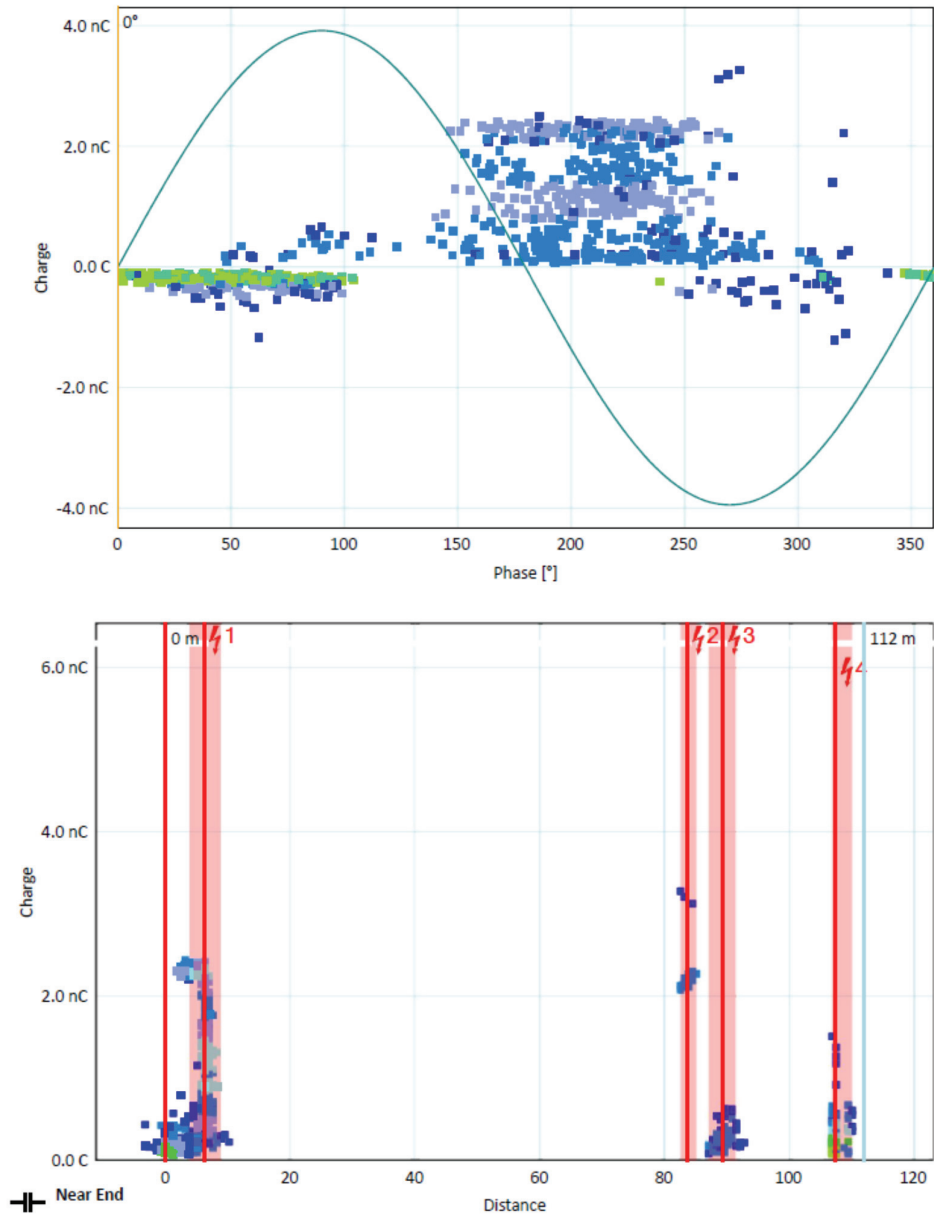 4.0 nC
0°
2.0 nC
0.0 C
-2.0 nC
-4.0 nC
Charge
0 50 100 150 200 250 300 350
Phase [°]
0 m 1 2 3 4 112 m
6.0 nC
4.0 nC
2.0 nC
0.0 C
Charge
0 20 40 60 80 100 120
Near End
Distance